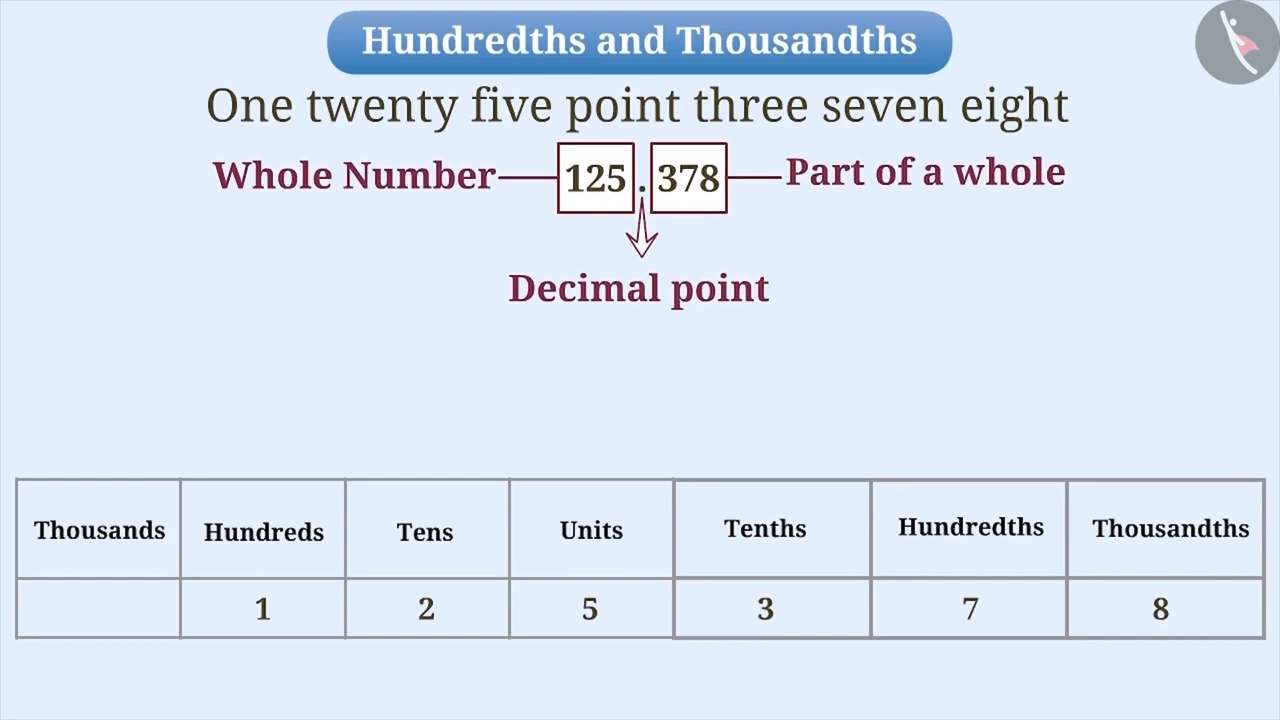 Hundredths and Thousandths
One twenty five point three seven eight
Whole Number 125 . 378 Part of a whole
Decimal point
Thousands Hundreds Tens Units Tenths Hundredths Thousandths
1 2 5 3 7 8